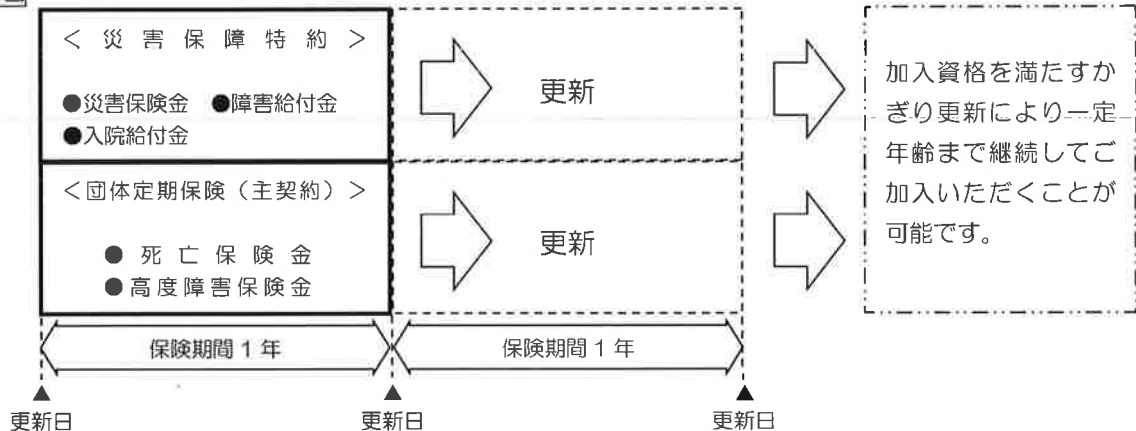 ＜災害保障特約＞
●災害保険金 ●障害給付金
●入院給付金
更新
＜団体定期保険（主契約）＞
●死亡保険金
●高度障害保険金
更新
加入資格を満たすか
ぎり更新により一定
年齢まで継続してご
加入いただくことが
可能です。
保険期間1年
保険期間1年
▲
▲
▲
更新日
更新日
更新日